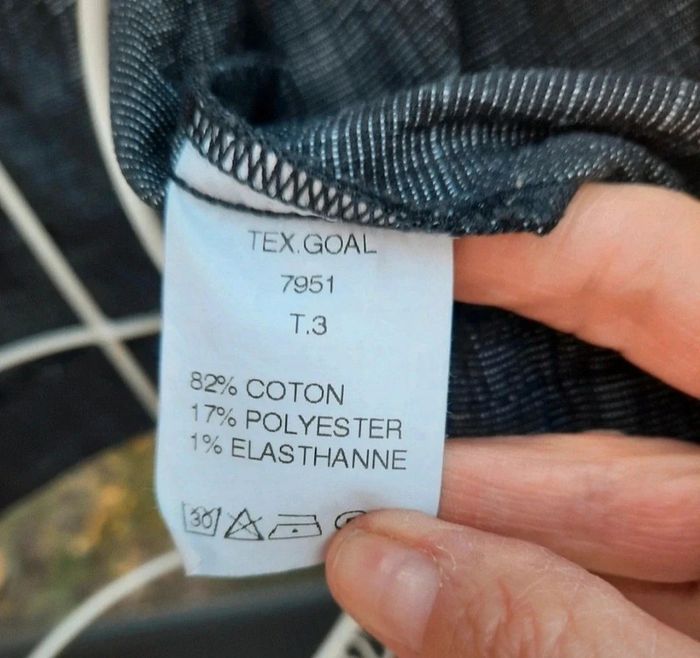 TEX.GOAL
7951
T.3
82% COTON
17% POLYESTER
1% ELASTHANNE
30